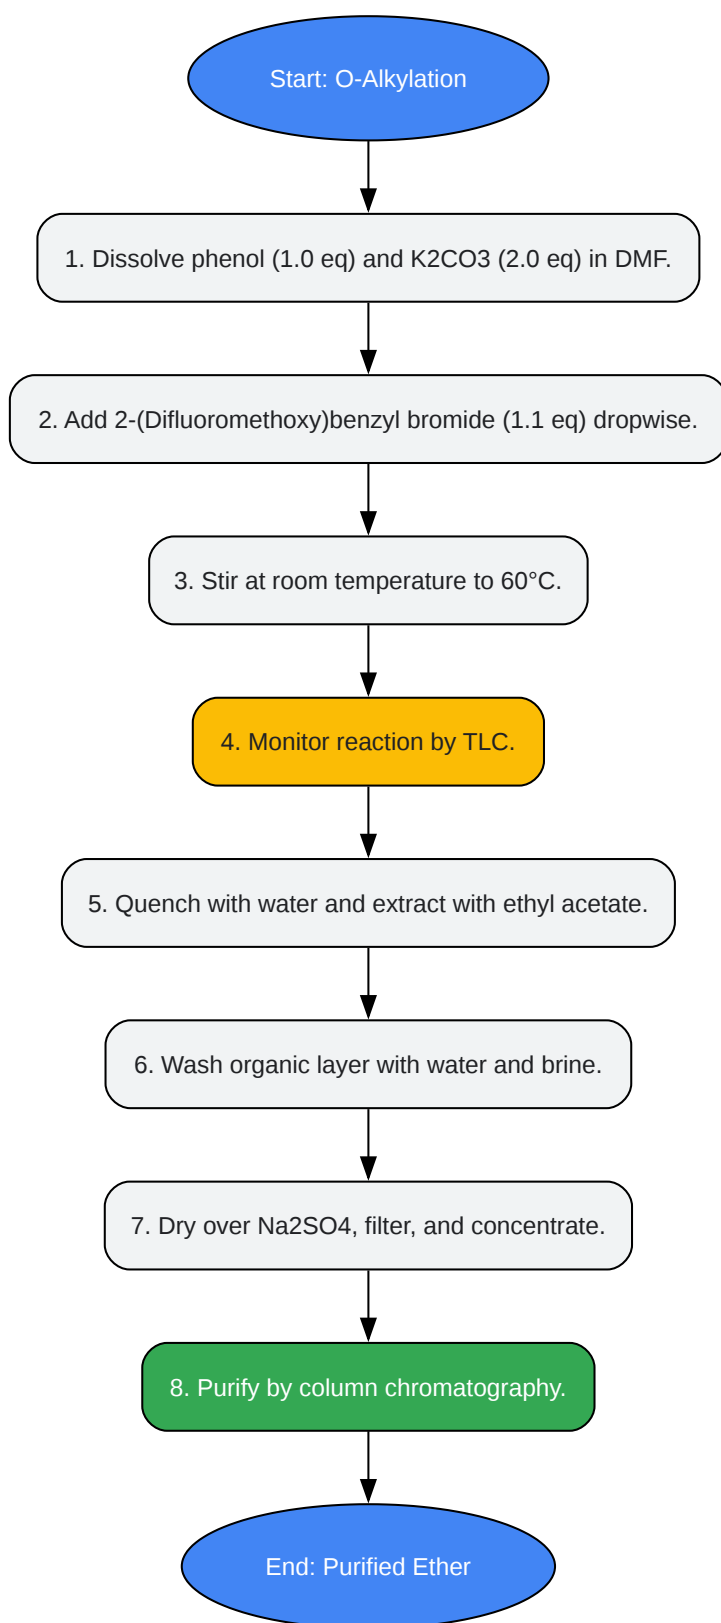 Start: O-Alkylation
1. Dissolve phenol (1.0 eq) and K2CO3 (2.0 eq) in DMF.
2. Add 2-(Difluoromethoxy)benzyl bromide (1.1 eq) dropwise.
3. Stir at room temperature to 60°C.
4. Monitor reaction by TLC.
5. Quench with water and extract with ethyl acetate.
6. Wash organic layer with water and brine.
7. Dry over Na2SO4, filter, and concentrate.
8. Purify by column chromatography.
End: Purified Ether